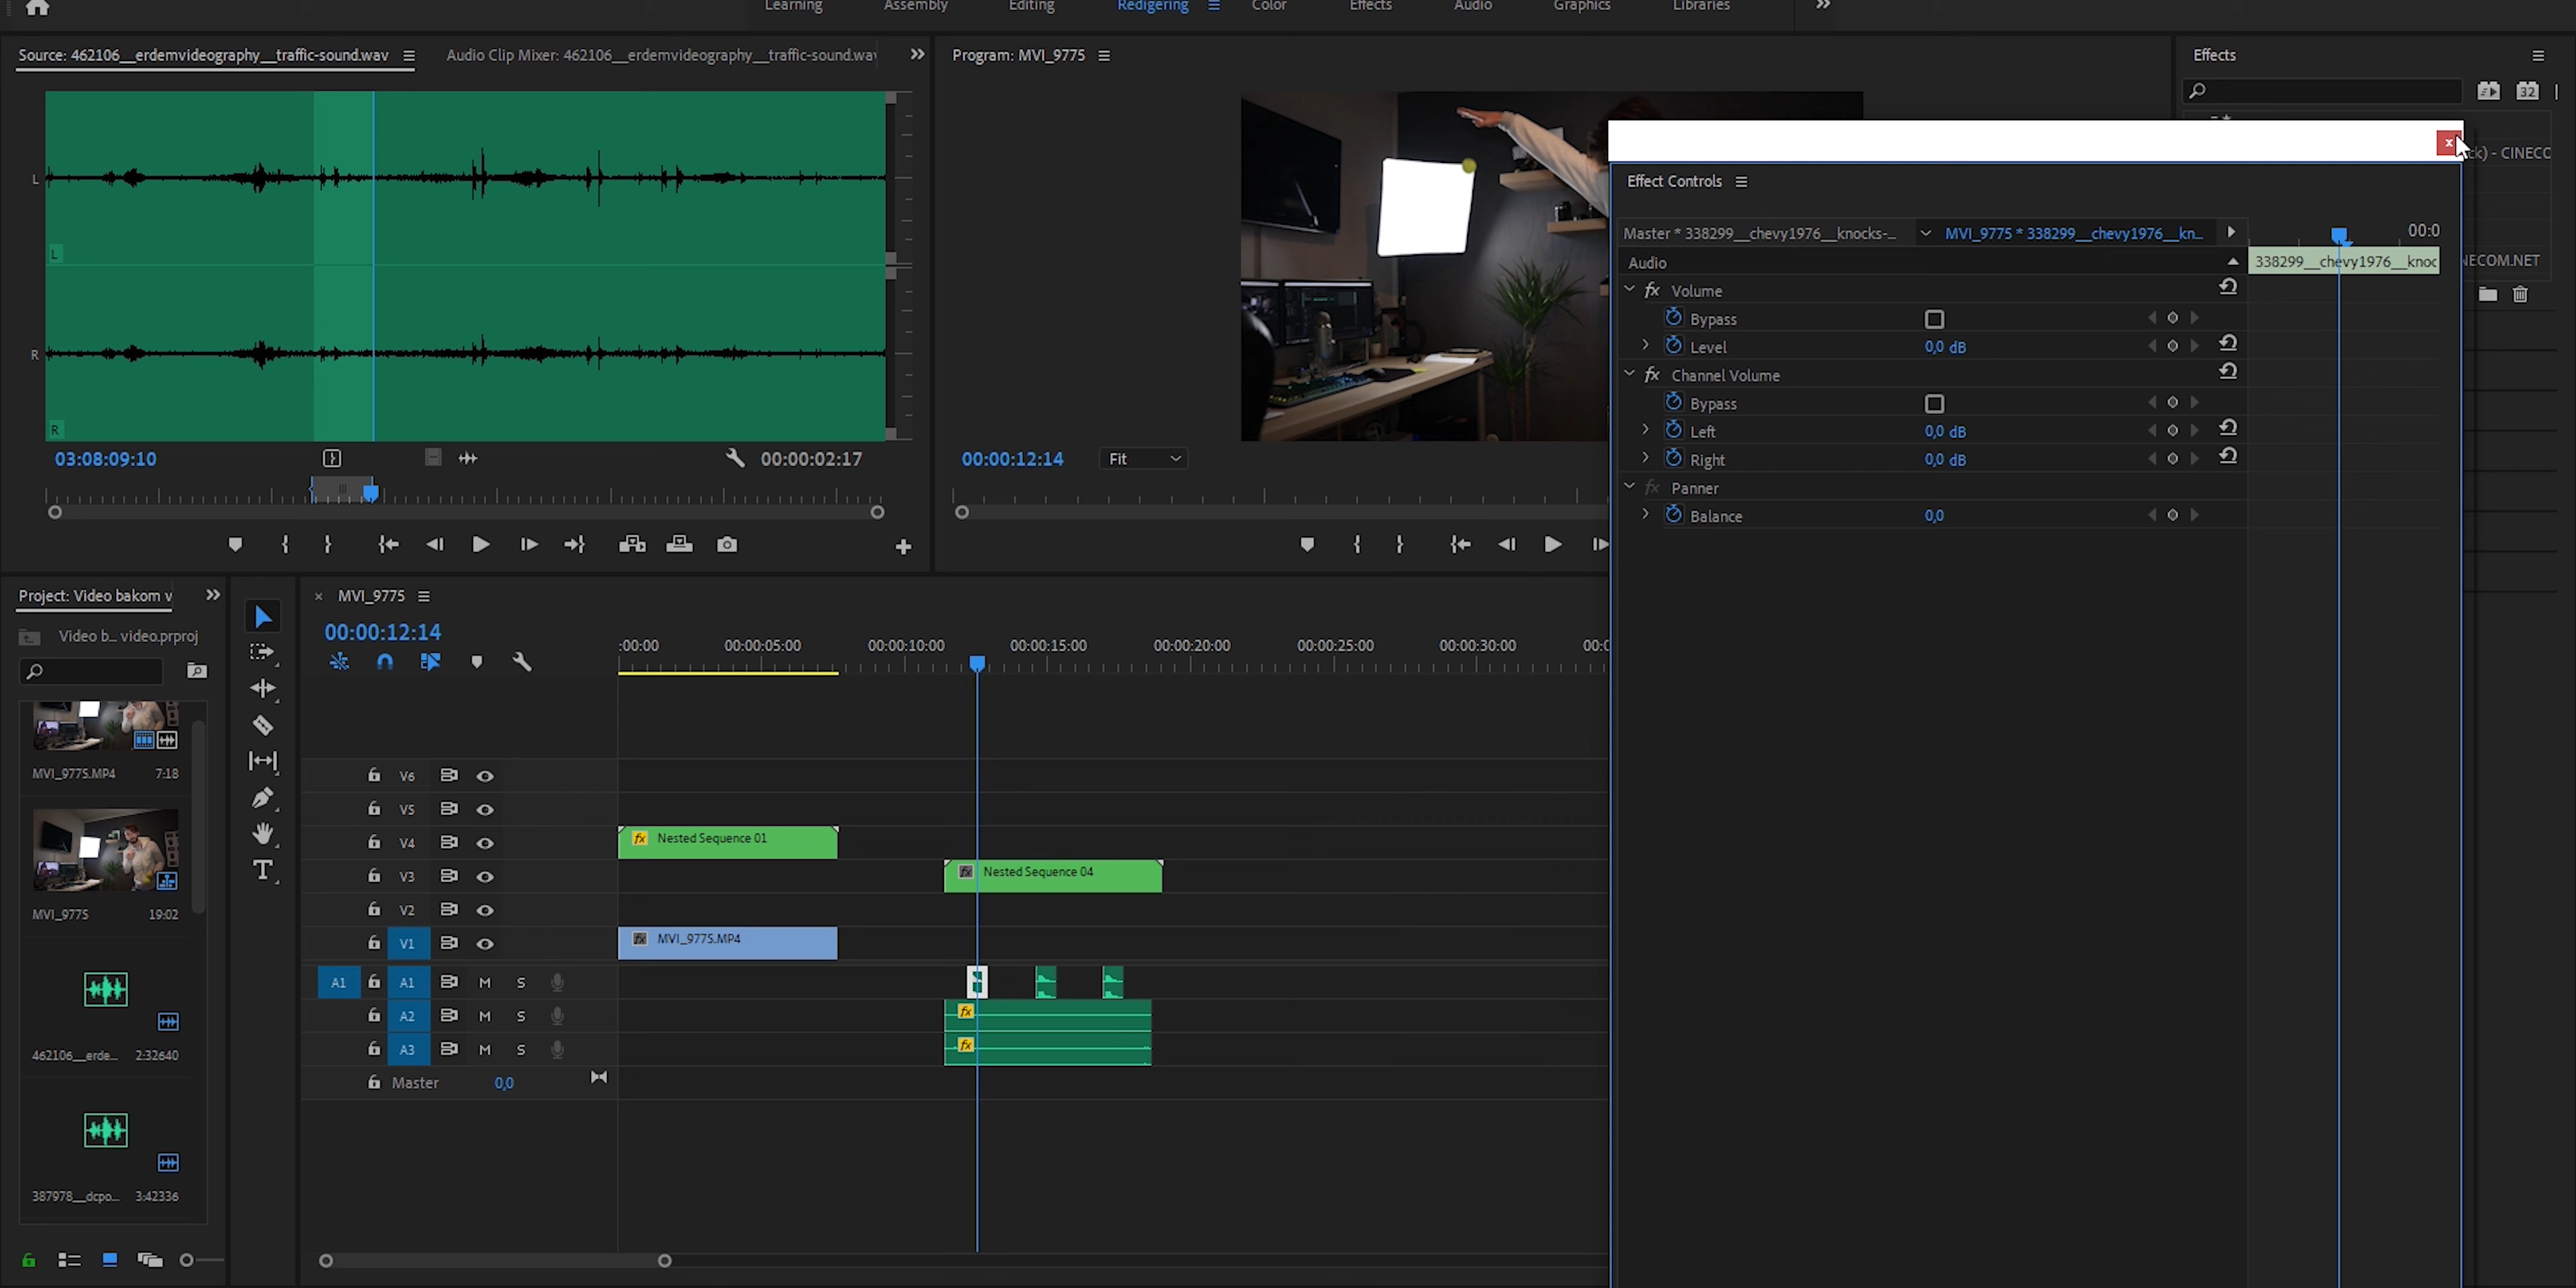 Learning Assembly Editing Redigering Color Effects Audio Graphics Libraries
Source: 462106__erdemvideography__traffic-sound.wav
Audio Clip Mixer: 462106__erdemvideography__traffic-sound.wav
Program: MVI_9775
Effects
32
L
L
R
R
03:08:09:10
00:00:02:17
00:00:12:14
Fit
x
ck) - CINECO
NECOM.NET
Effect Controls
Master * 338299__chevy1976__knocks-...
MVI_9775 * 338299__chevy1976__kn...
00:0
Audio
338299__chevy1976__knoc
fx Volume
Bypass
Level 0,0 dB
fx Channel Volume
Bypass
Left 0,0 dB
Right 0,0 dB
fx Panner
Balance 0,0
Project: Video bakom v
Video b... video.prproj
MVI_9775.MP4 7:18
MVI_9775 19:02
462106__erde... 2:32640
387978__dcpo... 3:42336
T
× MVI_9775
00:00:12:14
:00:00 00:00:05:00 00:00:10:00 00:00:15:00 00:00:20:00 00:00:25:00 00:00:30:00 00:0
V6
V5
V4
fx Nested Sequence 01
V3
fx Nested Sequence 04
V2
V1
fx MVI_9775.MP4
A1 A1 M S
A2 M S
fx
A3 M S
fx
Master 0,0